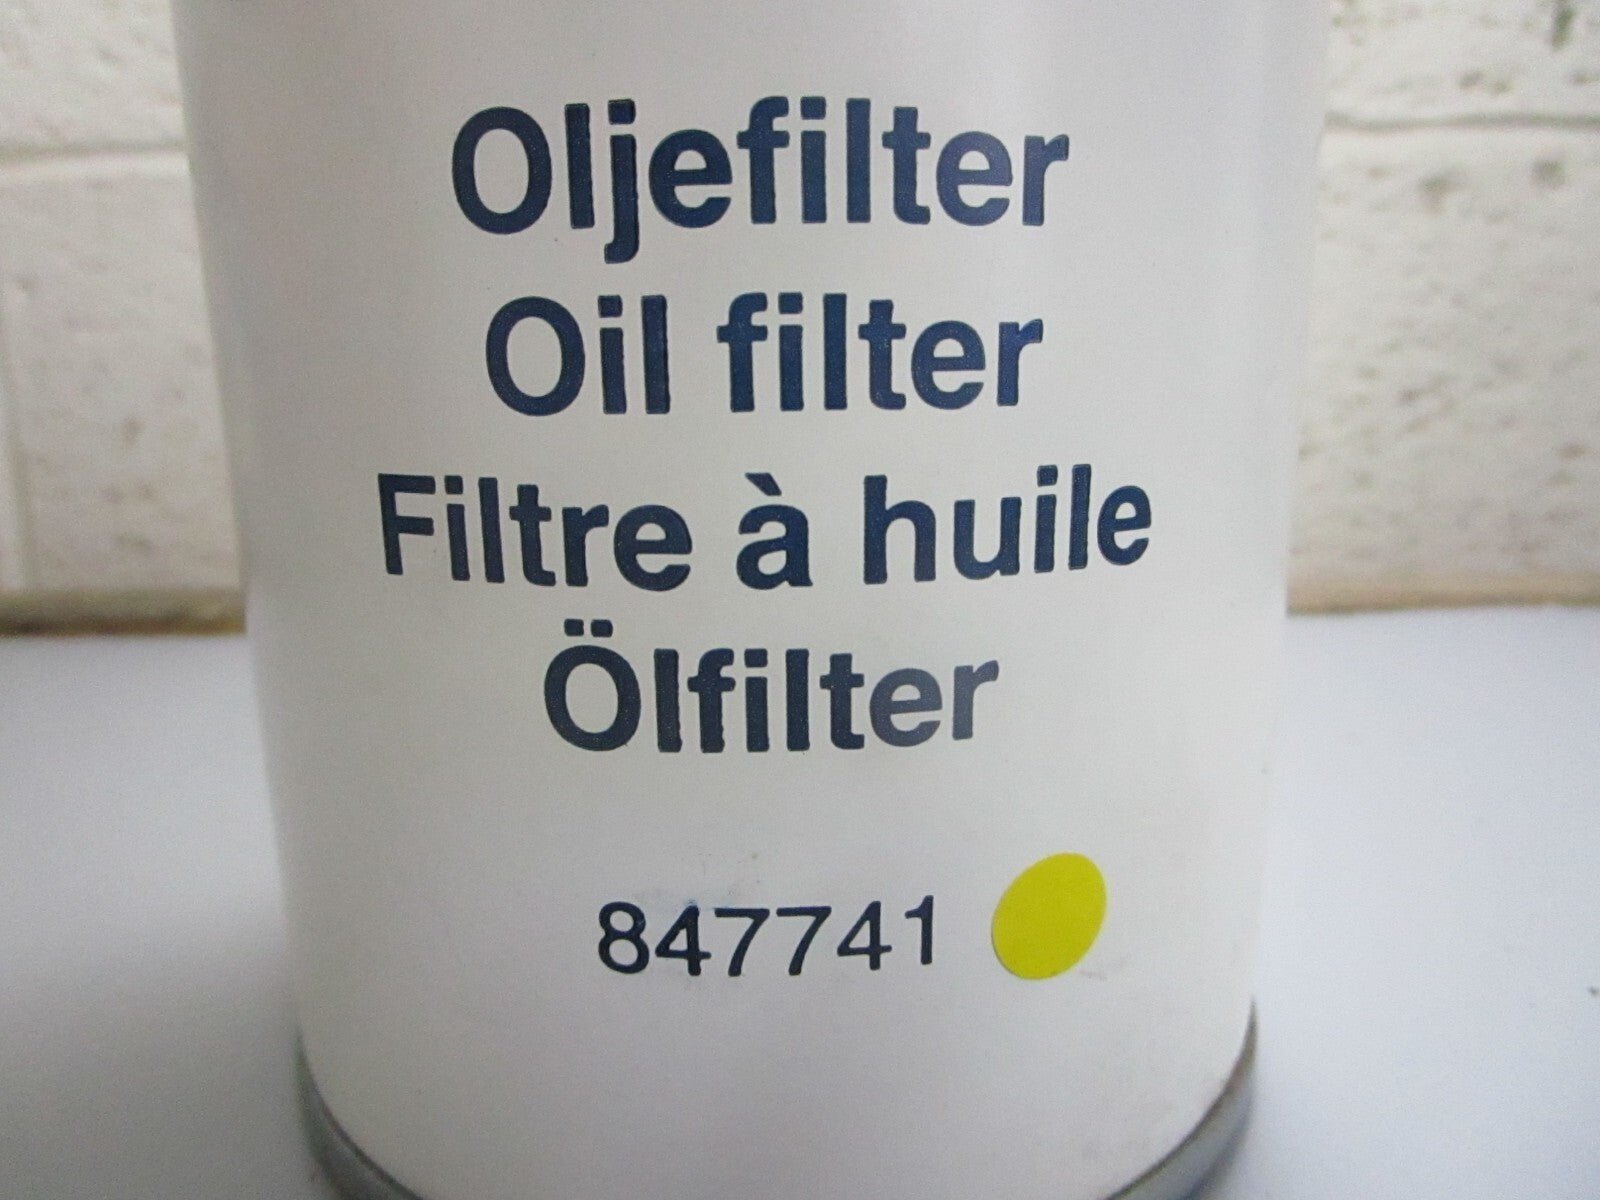 Oljefilter
Oil filter
Filtre à huile
Ölfilter
847741